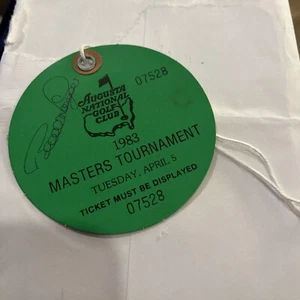 07528
AUGUSTA
NATIONAL
GOLF
CLUB
1983
MASTERS TOURNAMENT
TUESDAY, APRIL 5
TICKET MUST BE DISPLAYED
07528